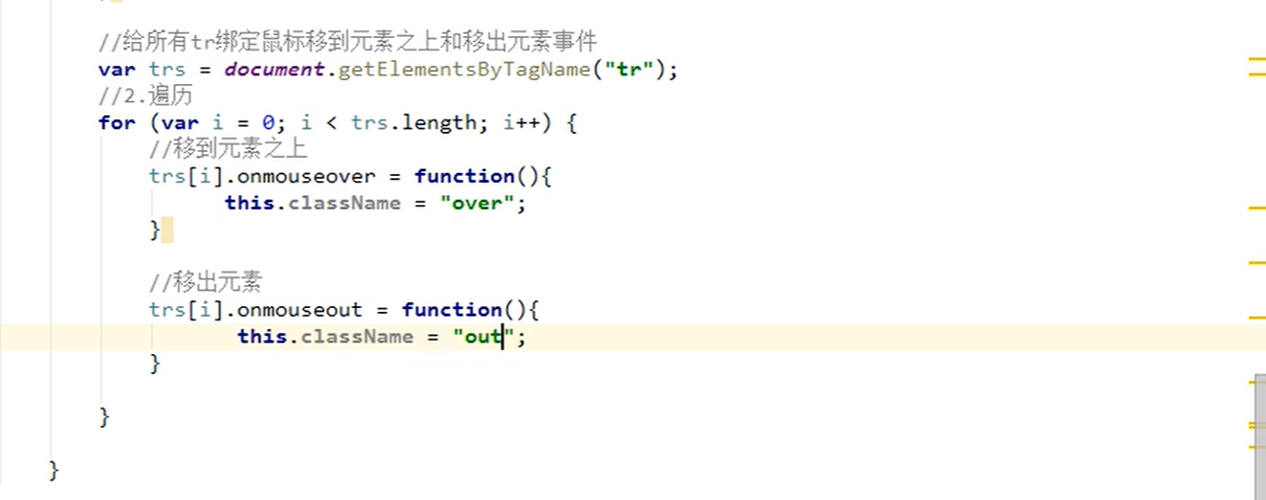 //给所有tr绑定鼠标移到元素之上和移出元素事件
var trs = document.getElementsByTagName("tr");
//2.遍历
for (var i = 0; i < trs.length; i++) {
//移到元素之上
trs[i].onmouseover = function(){
this.className = "over";
}
//移出元素
trs[i].onmouseout = function(){
this.className = "out";
}
}
}